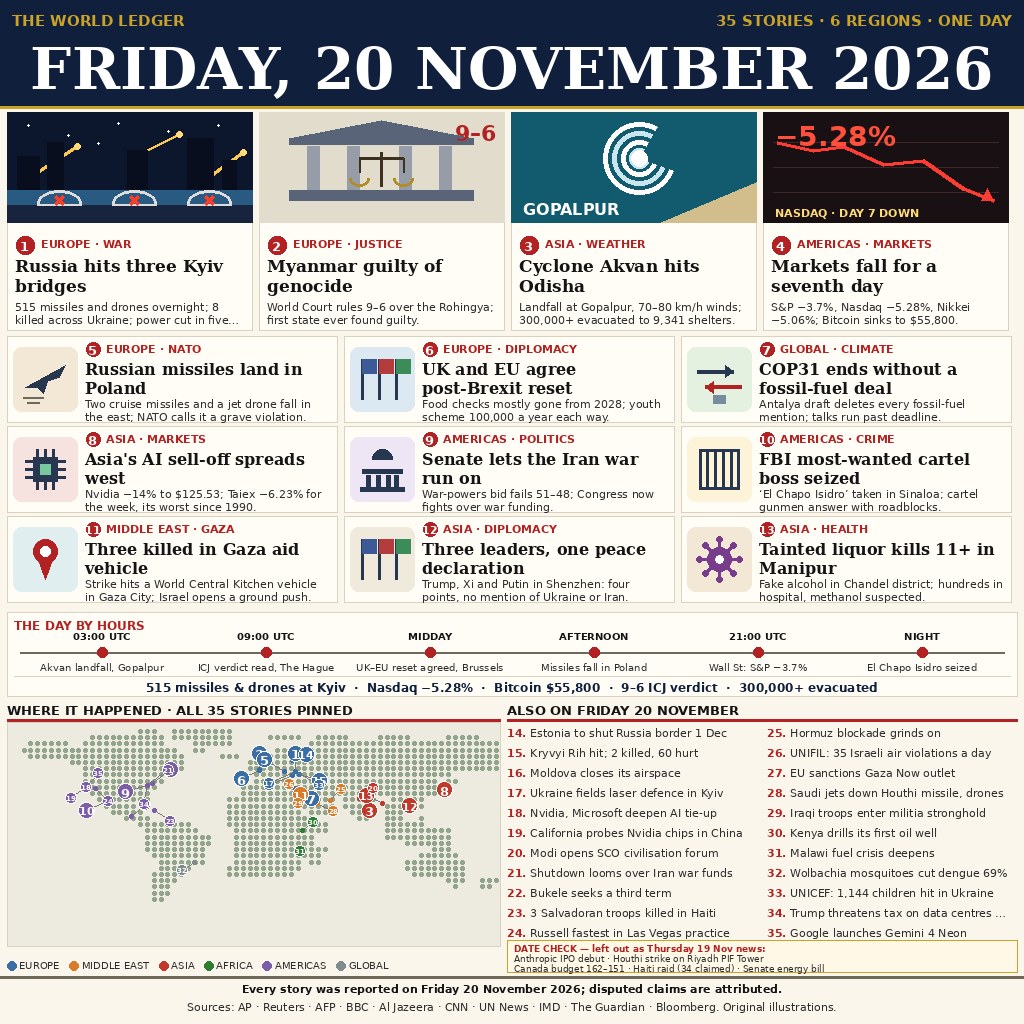 THE WORLD LEDGER
35 STORIES · 6 REGIONS · ONE DAY
FRIDAY, 20 NOVEMBER 2026
9–6
GOPALPUR
−5.28%
NASDAQ · DAY 7 DOWN
1 EUROPE · WAR
Russia hits three Kyiv
bridges
515 missiles and drones overnight; 8
killed across Ukraine; power cut in five...
2 EUROPE · JUSTICE
Myanmar guilty of
genocide
World Court rules 9–6 over the Rohingya;
first state ever found guilty.
3 ASIA · WEATHER
Cyclone Akvan hits
Odisha
Landfall at Gopalpur, 70–80 km/h winds;
300,000+ evacuated to 9,341 shelters.
4 AMERICAS · MARKETS
Markets fall for a
seventh day
S&P −3.7%, Nasdaq −5.28%, Nikkei
−5.06%; Bitcoin sinks to $55,800.
5 EUROPE · NATO
Russian missiles land in
Poland
Two cruise missiles and a jet drone fall in
the east; NATO calls it a grave violation.
6 EUROPE · DIPLOMACY
UK and EU agree
post-Brexit reset
Food checks mostly gone from 2028; youth
scheme 100,000 a year each way.
7 GLOBAL · CLIMATE
COP31 ends without a
fossil-fuel deal
Antalya draft deletes every fossil-fuel
mention; talks run past deadline.
8 ASIA · MARKETS
Asia's AI sell-off spreads
west
Nvidia −14% to $125.53; Taiex −6.23% for
the week, its worst since 1990.
9 AMERICAS · POLITICS
Senate lets the Iran war
run on
War-powers bid fails 51–48; Congress now
fights over war funding.
10 AMERICAS · CRIME
FBI most-wanted cartel
boss seized
‘El Chapo Isidro’ taken in Sinaloa; cartel
gunmen answer with roadblocks.
11 MIDDLE EAST · GAZA
Three killed in Gaza aid
vehicle
Strike hits a World Central Kitchen vehicle
in Gaza City; Israel opens a ground push.
12 ASIA · DIPLOMACY
Three leaders, one peace
declaration
Trump, Xi and Putin in Shenzhen: four
points, no mention of Ukraine or Iran.
13 ASIA · HEALTH
Tainted liquor kills 11+ in
Manipur
Fake alcohol in Chandel district; hundreds in
hospital, methanol suspected.
THE DAY BY HOURS
03:00 UTC
09:00 UTC
MIDDAY
AFTERNOON
21:00 UTC
NIGHT
Akvan landfall, Gopalpur
ICJ verdict read, The Hague
UK–EU reset agreed, Brussels
Missiles fall in Poland
Wall St: S&P −3.7%
El Chapo Isidro seized
515 missiles & drones at Kyiv · Nasdaq −5.28% · Bitcoin $55,800 · 9–6 ICJ verdict · 300,000+ evacuated
WHERE IT HAPPENED · ALL 35 STORIES PINNED
5
6
14
9
7
8
12
3
EUROPE
MIDDLE EAST
ASIA
AFRICA
AMERICAS
GLOBAL
ALSO ON FRIDAY 20 NOVEMBER
14. Estonia to shut Russia border 1 Dec
15. Kryvyi Rih hit; 2 killed, 60 hurt
16. Moldova closes its airspace
17. Ukraine fields laser defence in Kyiv
18. Nvidia, Microsoft deepen AI tie-up
19. California probes Nvidia chips in China
20. Modi opens SCO civilisation forum
21. Shutdown looms over Iran war funds
22. Bukele seeks a third term
23. 3 Salvadoran troops killed in Haiti
24. Russell fastest in Las Vegas practice
25. Hormuz blockade grinds on
26. UNIFIL: 35 Israeli air violations a day
27. EU sanctions Gaza Now outlet
28. Saudi jets down Houthi missile, drones
29. Iraqi troops enter militia stronghold
30. Kenya drills its first oil well
31. Malawi fuel crisis deepens
32. Wolbachia mosquitoes cut dengue 69%
33. UNICEF: 1,144 children hit in Ukraine
34. Trump threatens tax on data centres ...
35. Google launches Gemini 4 Neon
DATE CHECK — left out as Thursday 19 Nov news:
Anthropic IPO debut · Houthi strike on Riyadh PIF Tower
Canada budget 162–151 · Haiti raid (34 claimed) · Senate energy bill
Every story was reported on Friday 20 November 2026; disputed claims are attributed.
Sources: AP · Reuters · AFP · BBC · Al Jazeera · CNN · UN News · IMD · The Guardian · Bloomberg. Original illustrations.